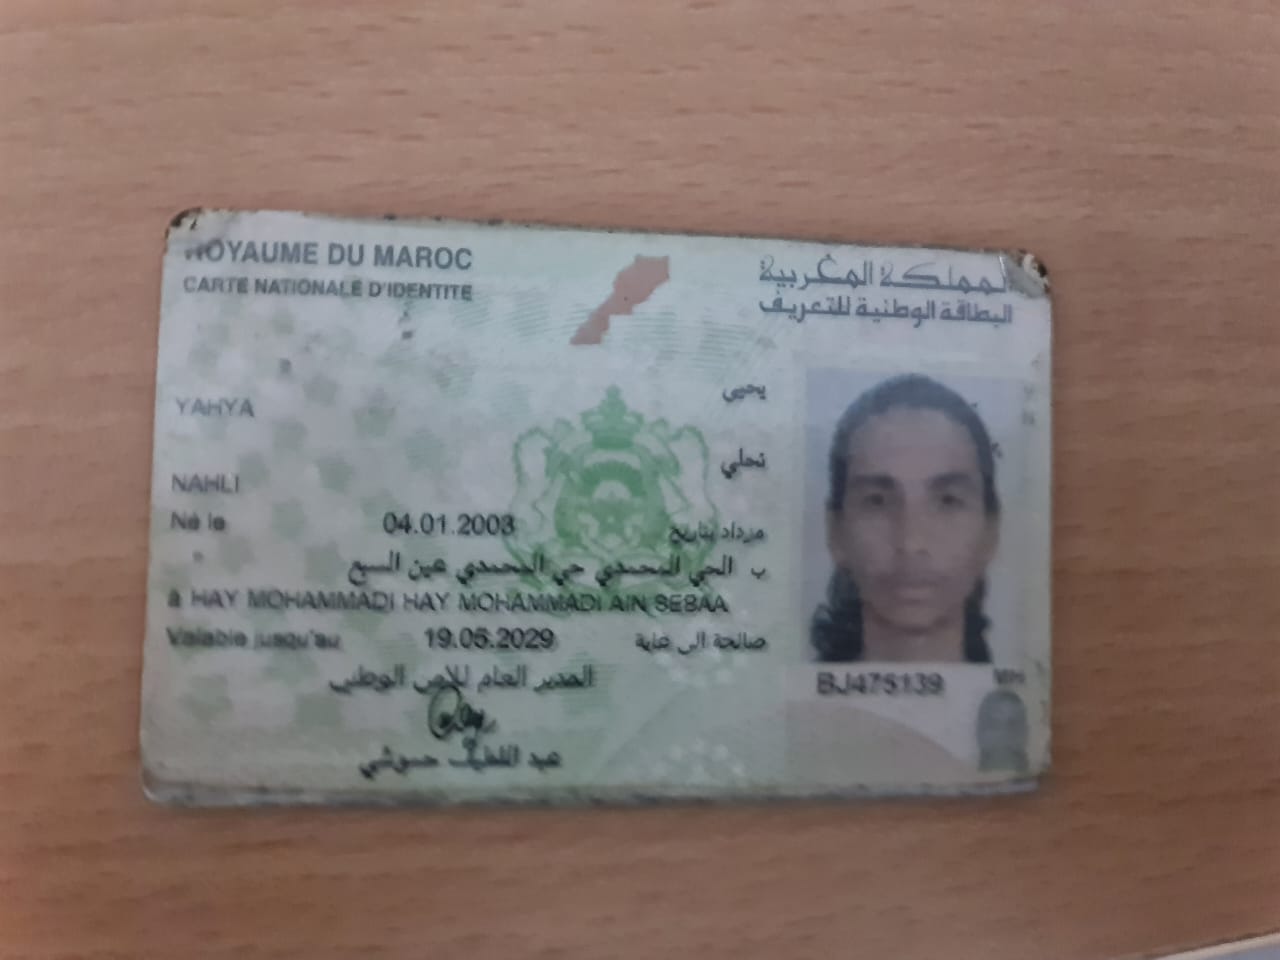 ROYAUME DU MAROC
CARTE NATIONALE D'IDENTITE
المملكة المغربية
البطاقة الوطنية للتعريف
يحيى
YAHYA
نحلي
NAHLI
Né le 04.01.2003 مزداد بتاريخ
ب الحي المحمدي حي المحمدي عين السبع
à HAY MOHAMMADI HAY MOHAMMADI AIN SEBAA
Valable jusqu'au 19.06.2029 صالحة الى غاية
المدير العام للأمن الوطني
عبد اللطيف حموشي
BJ475139